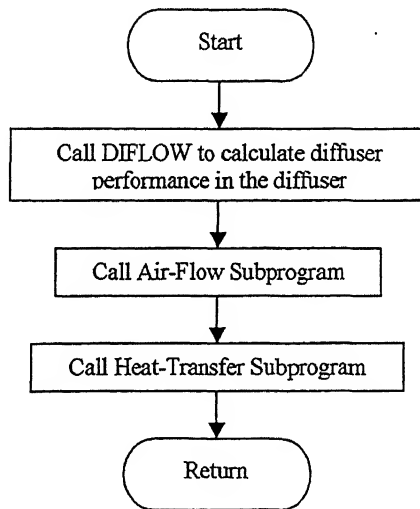 Start
Call DIFLOW to calculate diffuser
performance in the diffuser
Call Air-Flow Subprogram
Call Heat-Transfer Subprogram
Return